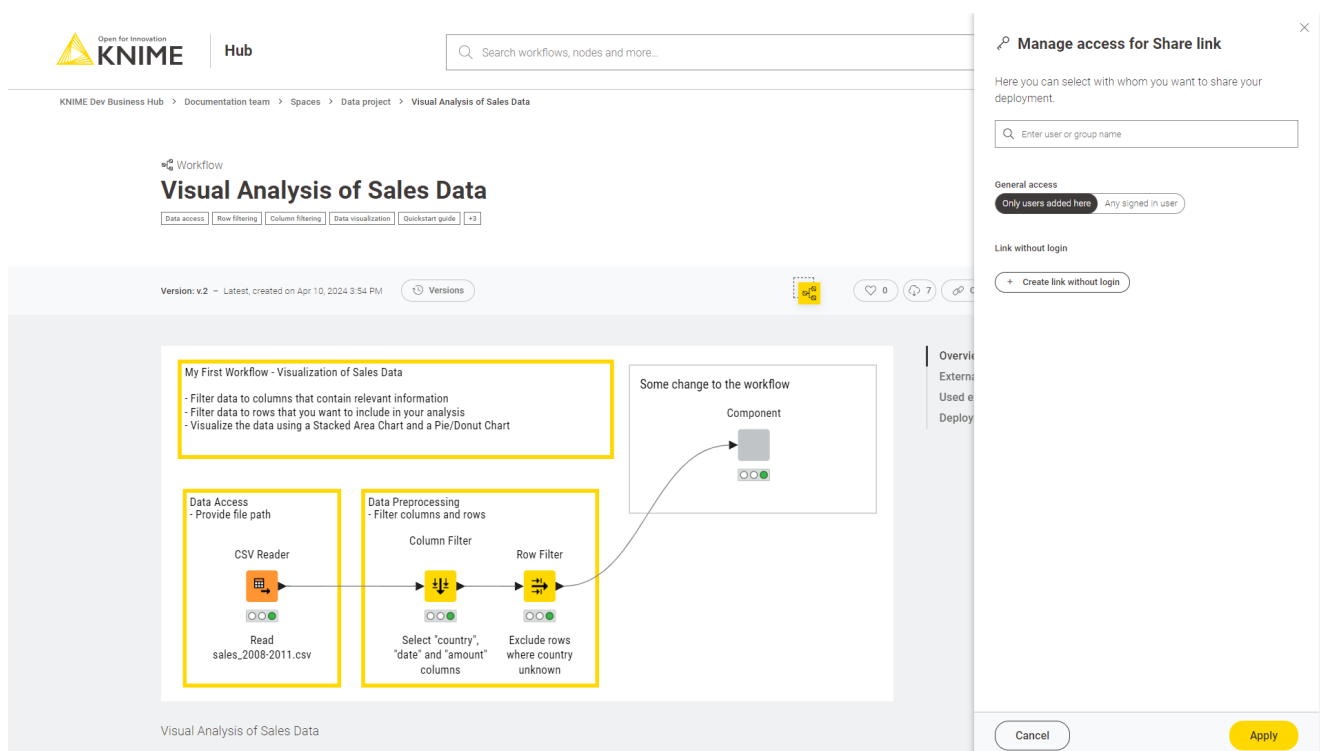 Open for Innovation
KNIME
Hub
Search workflows, nodes and more...
KNIME Dev Business Hub > Documentation team > Spaces > Data project > Visual Analysis of Sales Data
Workflow
Visual Analysis of Sales Data
Data access Row filtering Column filtering Data visualization Quickstart guide +3
Version: v.2 – Latest, created on Apr 10, 2024 3:54 PM Versions
0 7
My First Workflow - Visualization of Sales Data
- Filter data to columns that contain relevant information
- Filter data to rows that you want to include in your analysis
- Visualize the data using a Stacked Area Chart and a Pie/Donut Chart
Some change to the workflow
Component
Data Access
- Provide file path
CSV Reader
Read
sales_2008-2011.csv
Data Preprocessing
- Filter columns and rows
Column Filter
Select "country",
"date" and "amount"
columns
Row Filter
Exclude rows
where country
unknown
Overvie
Externa
Used e
Deploy
Visual Analysis of Sales Data
Manage access for Share link
Here you can select with whom you want to share your
deployment.
Enter user or group name
General access
Only users added here Any signed in user
Link without login
+ Create link without login
Cancel Apply